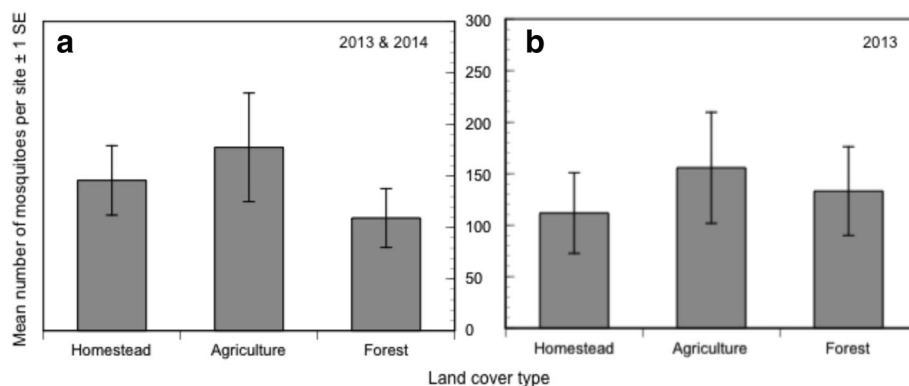 Mean number of mosquitoes per site ± 1 SE
a
2013 & 2014
Homestead Agriculture Forest
300
250
200
150
100
50
0
b
2013
Homestead Agriculture Forest
Land cover type